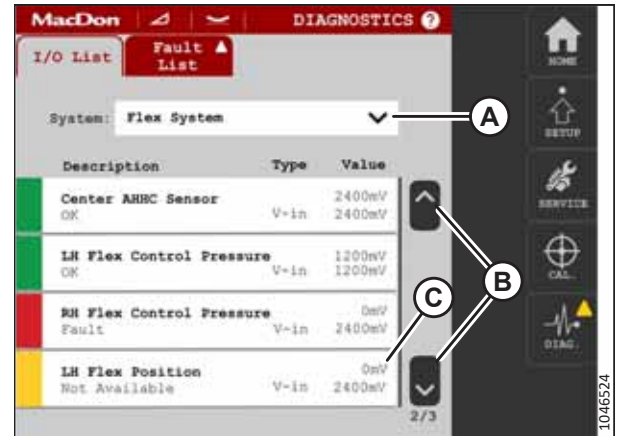 MacDon DIAGNOSTICS ?
I/O List
Fault
List
System: Flex System
A
Description Type Value
Center AHHC Sensor 2400mV
OK V-in 2400mV
LH Flex Control Pressure 1200mV
OK V-in 1200mV
RH Flex Control Pressure 0mV
Fault V-in 2400mV
LH Flex Position 0mV
Not Available V-in 2400mV
2/3
B
C
HOME
SETUP
SERVICE
CAL.
DIAG.
1046524